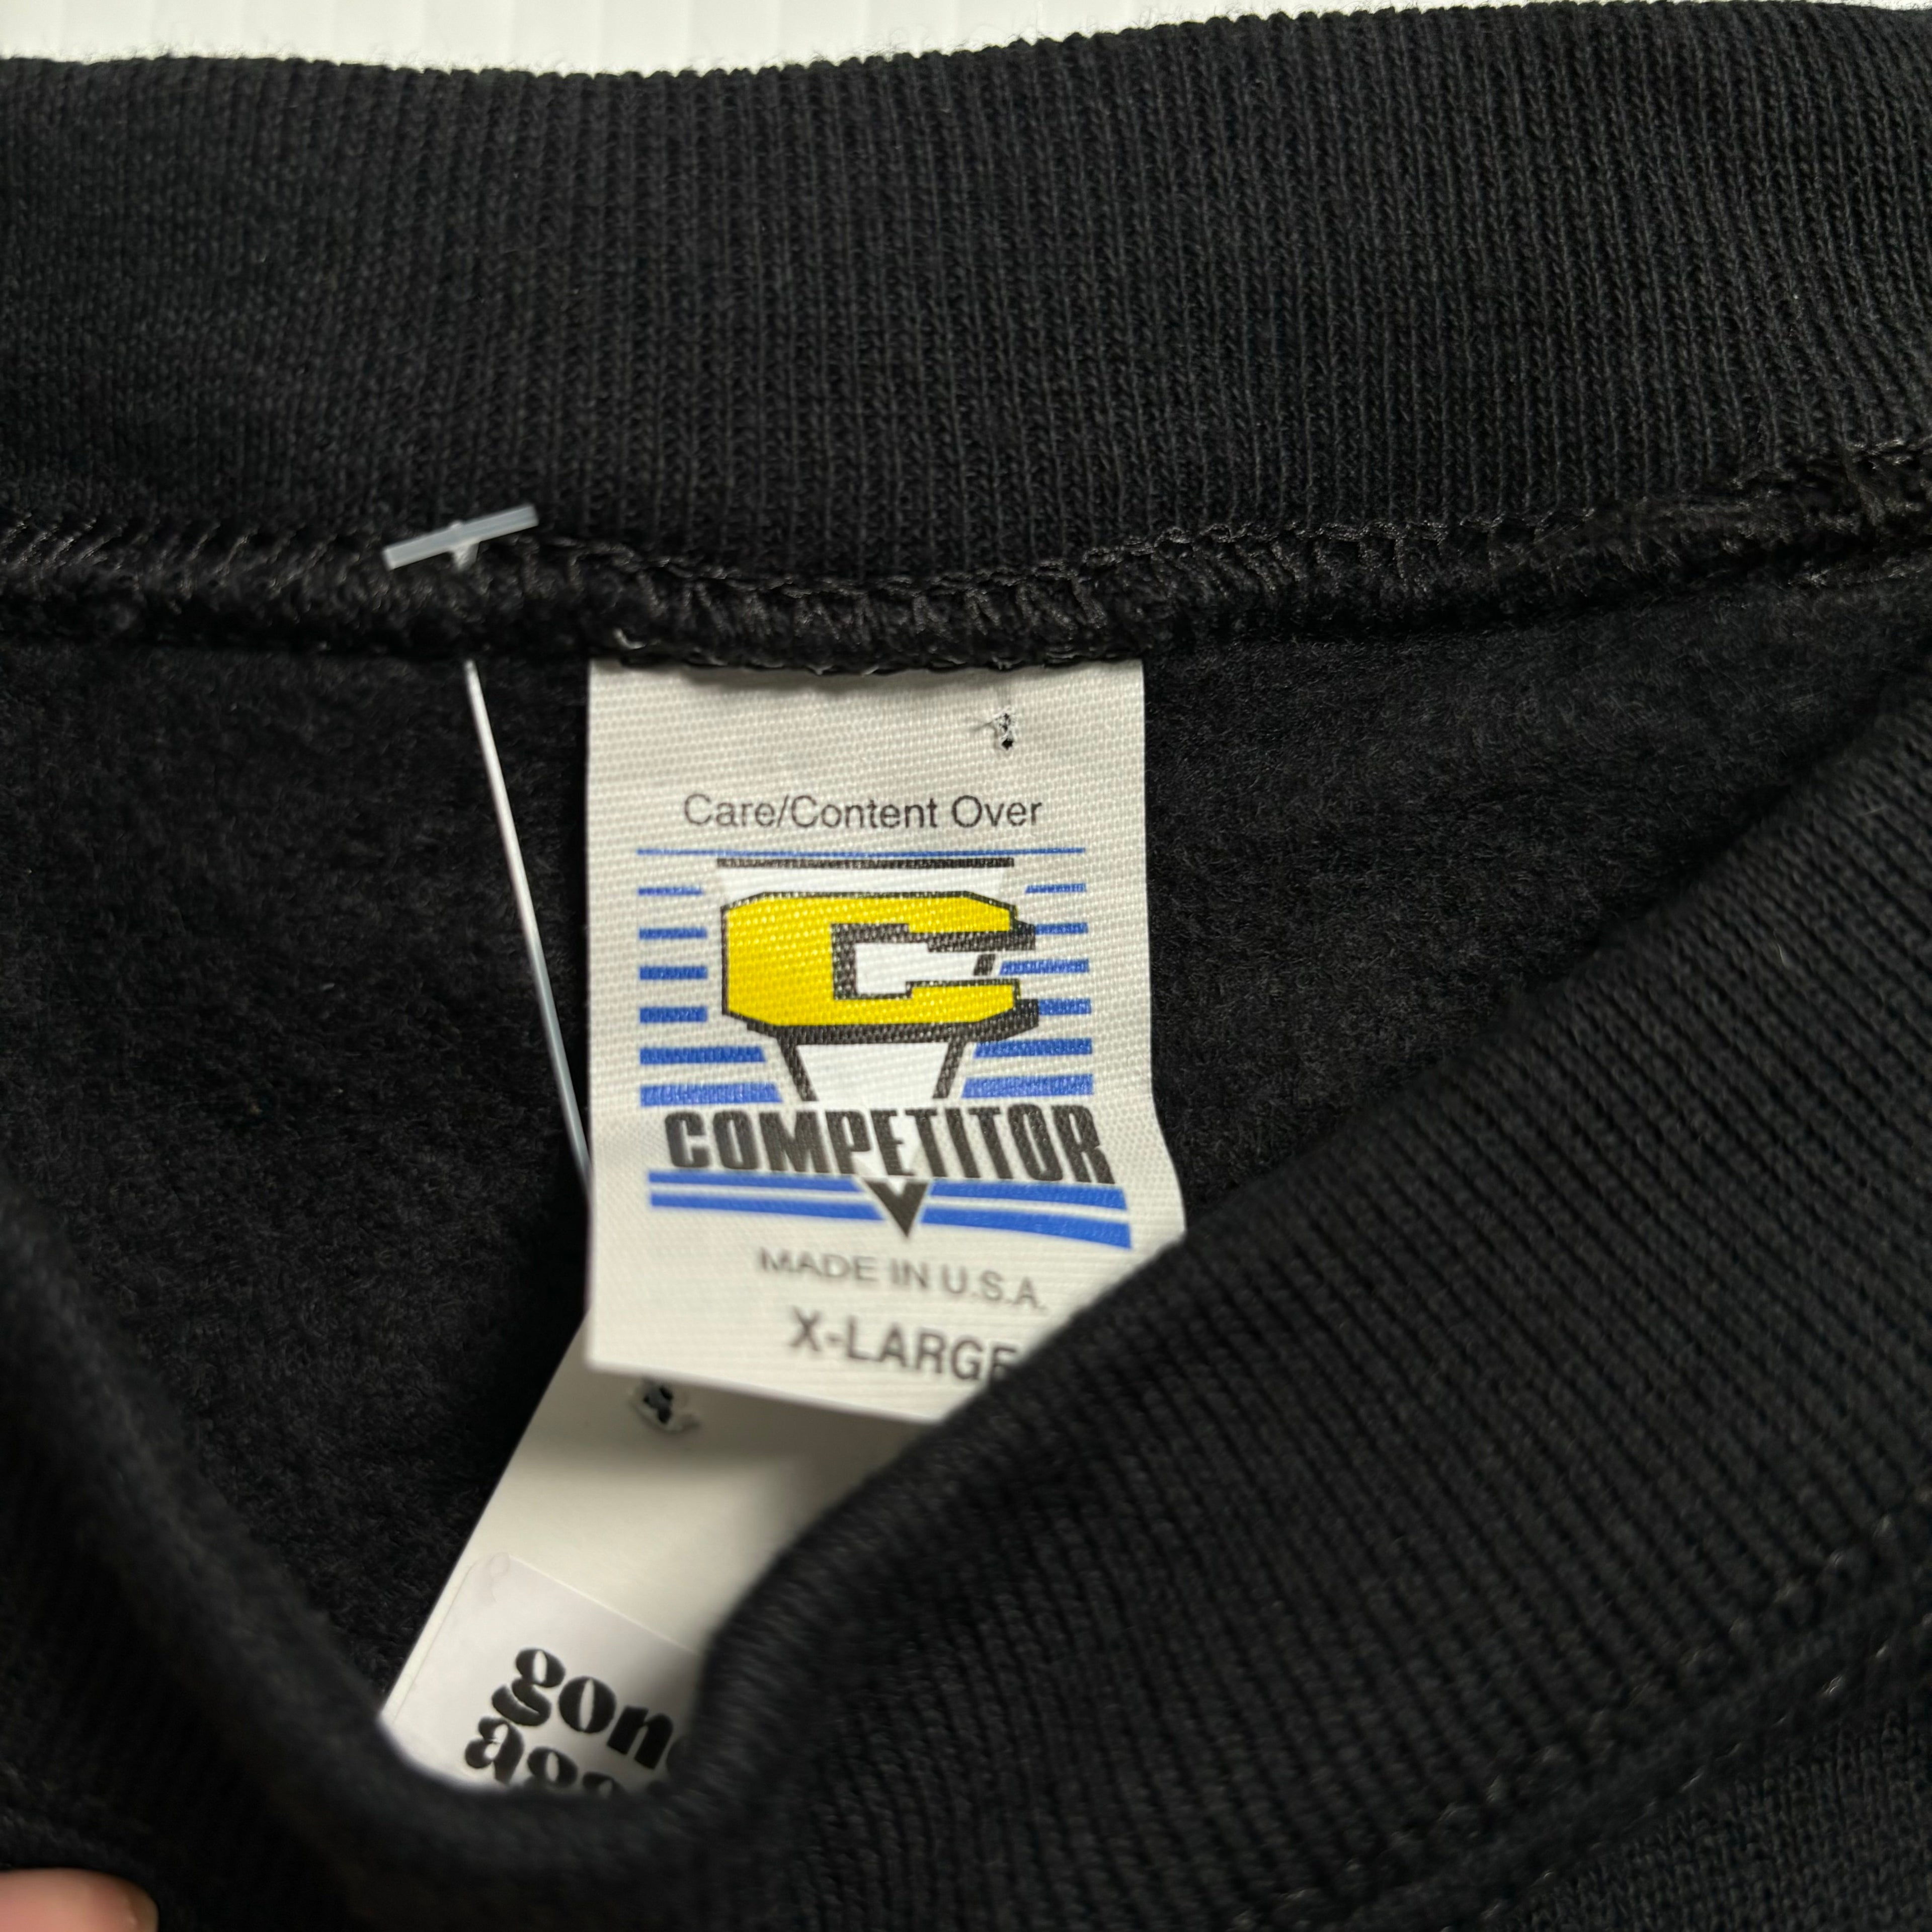 Care/Content Over
C
COMPETITOR
MADE IN U.S.A.
X-LARGE